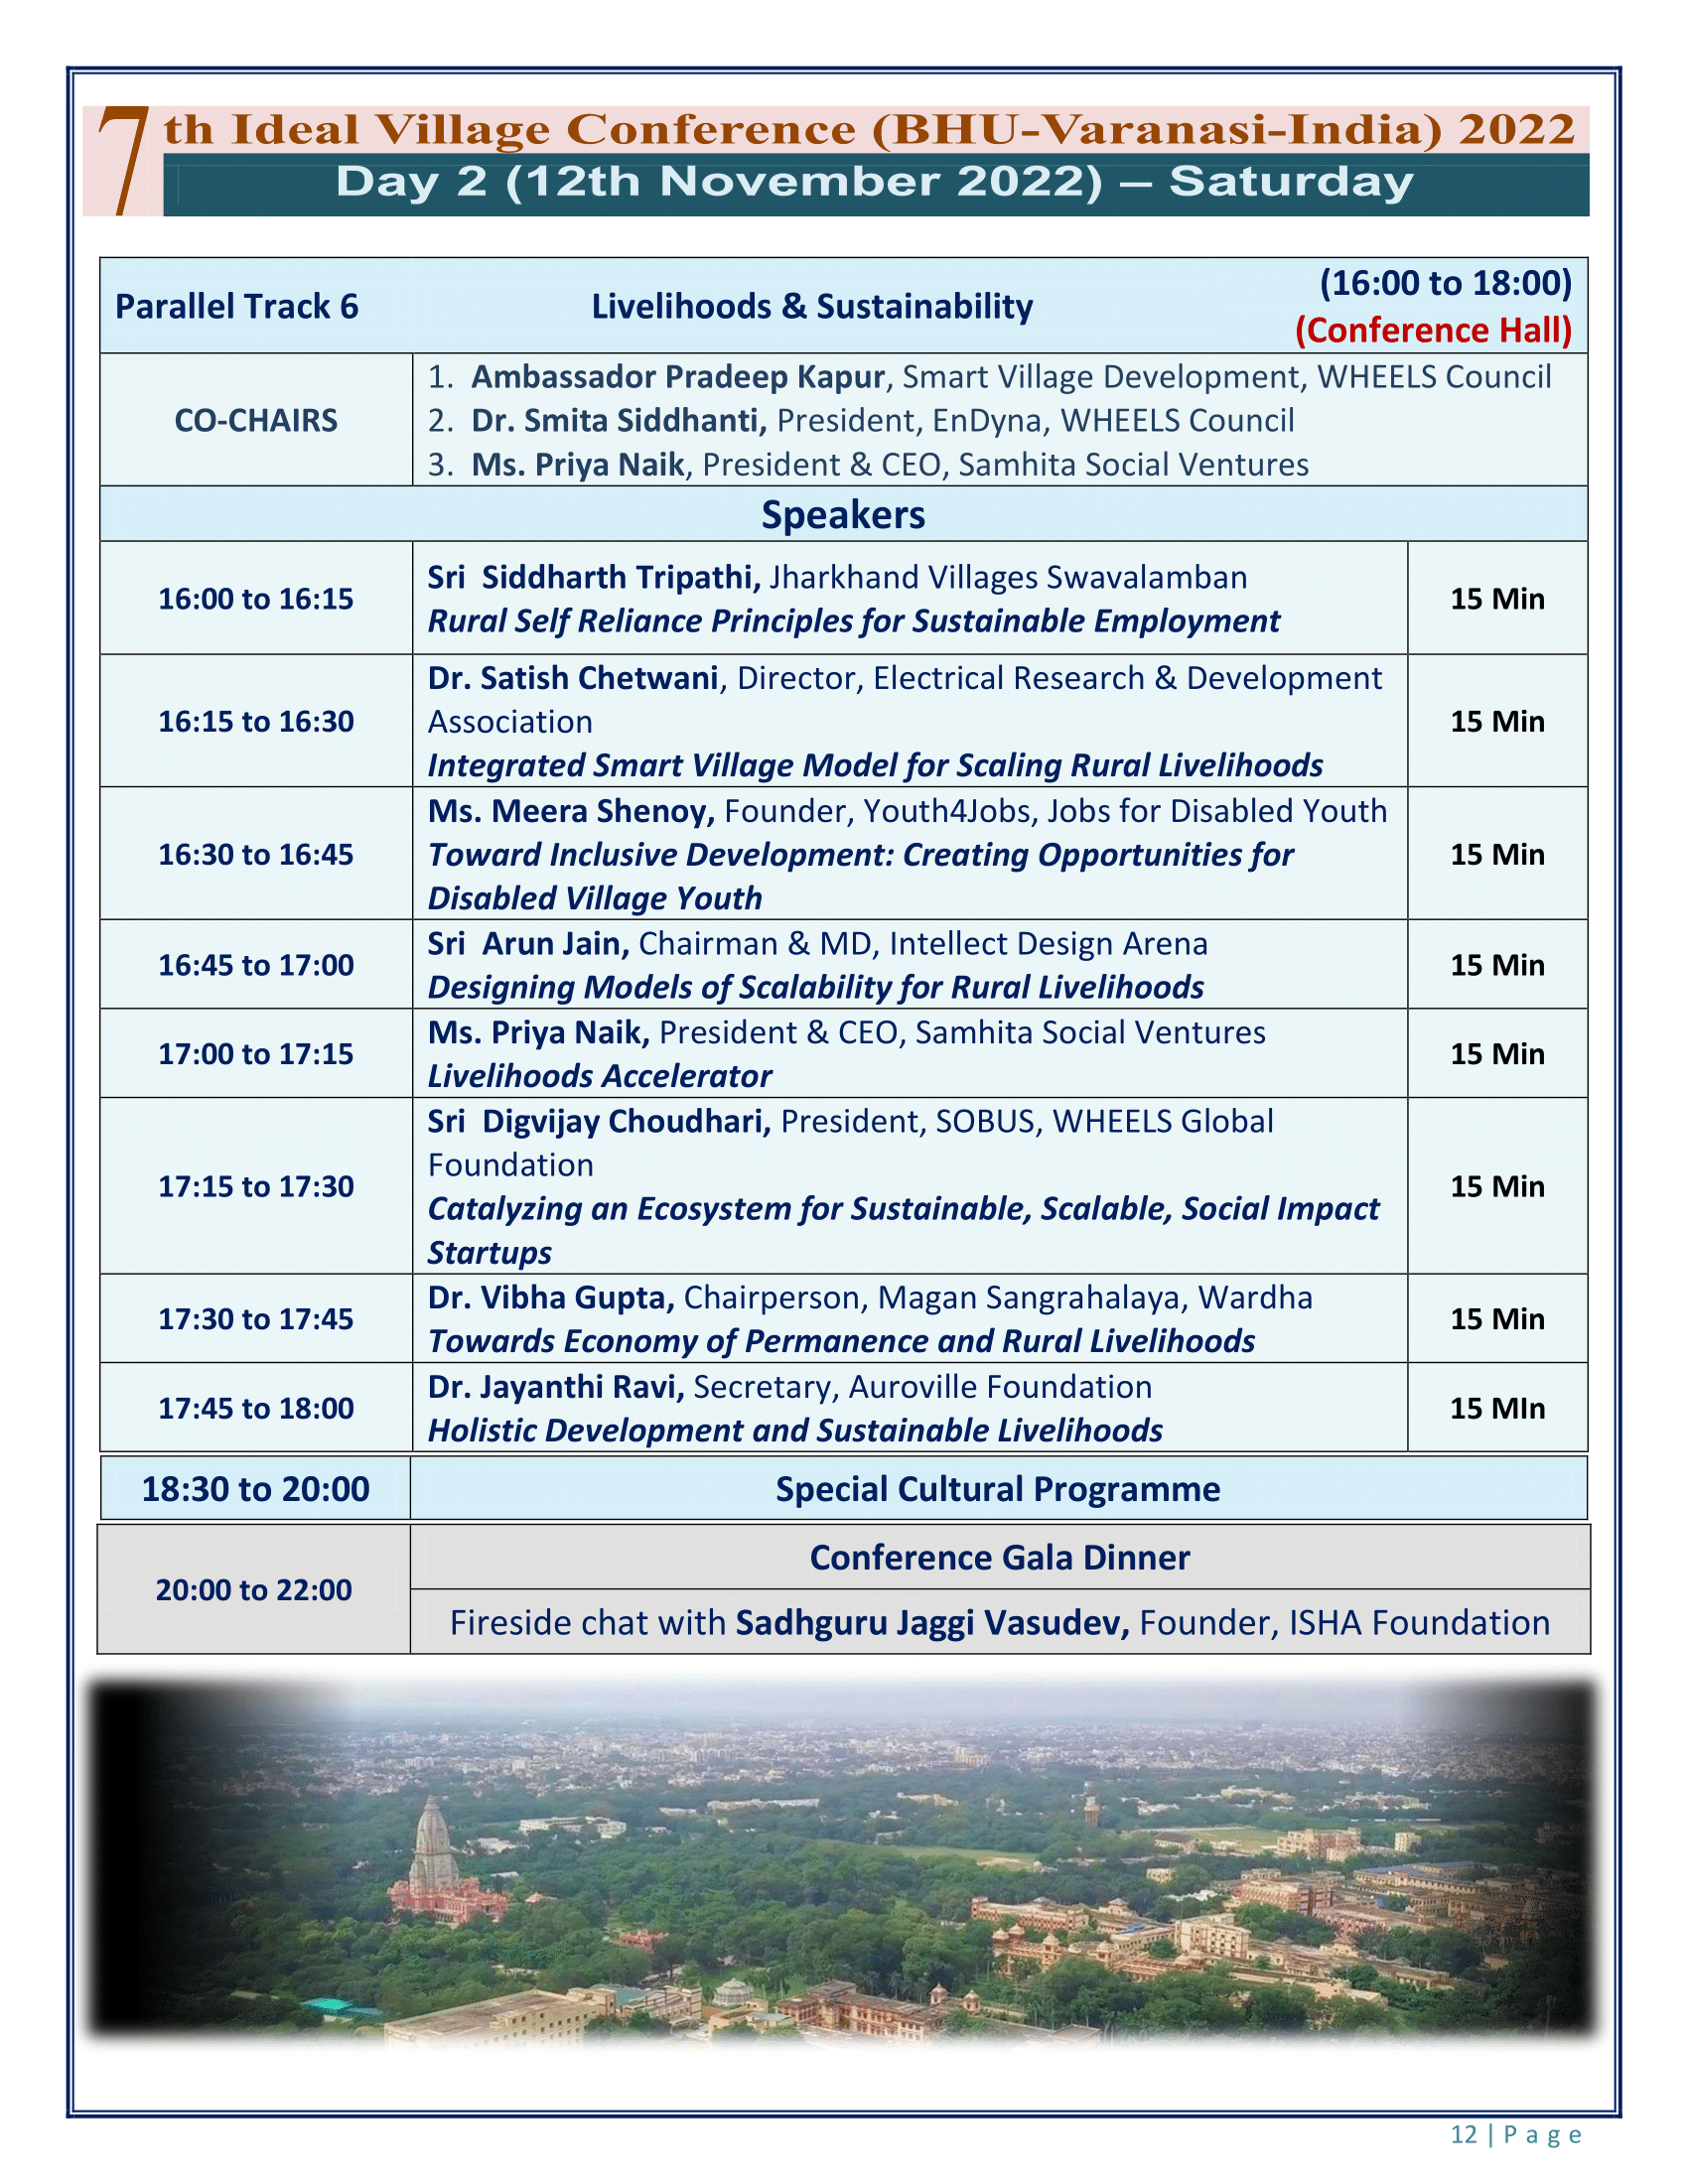 7th Ideal Village Conference (BHU-Varanasi-India) 2022
Day 2 (12th November 2022) – Saturday
Parallel Track 6 Livelihoods & Sustainability (16:00 to 18:00)
(Conference Hall)
CO-CHAIRS
1. Ambassador Pradeep Kapur, Smart Village Development, WHEELS Council
2. Dr. Smita Siddhanti, President, EnDyna, WHEELS Council
3. Ms. Priya Naik, President & CEO, Samhita Social Ventures
Speakers
16:00 to 16:15
Sri Siddharth Tripathi, Jharkhand Villages Swavalamban
Rural Self Reliance Principles for Sustainable Employment
15 Min
16:15 to 16:30
Dr. Satish Chetwani, Director, Electrical Research & Development
Association
Integrated Smart Village Model for Scaling Rural Livelihoods
15 Min
16:30 to 16:45
Ms. Meera Shenoy, Founder, Youth4Jobs, Jobs for Disabled Youth
Toward Inclusive Development: Creating Opportunities for
Disabled Village Youth
15 Min
16:45 to 17:00
Sri Arun Jain, Chairman & MD, Intellect Design Arena
Designing Models of Scalability for Rural Livelihoods
15 Min
17:00 to 17:15
Ms. Priya Naik, President & CEO, Samhita Social Ventures
Livelihoods Accelerator
15 Min
17:15 to 17:30
Sri Digvijay Choudhari, President, SOBUS, WHEELS Global
Foundation
Catalyzing an Ecosystem for Sustainable, Scalable, Social Impact
Startups
15 Min
17:30 to 17:45
Dr. Vibha Gupta, Chairperson, Magan Sangrahalaya, Wardha
Towards Economy of Permanence and Rural Livelihoods
15 Min
17:45 to 18:00
Dr. Jayanthi Ravi, Secretary, Auroville Foundation
Holistic Development and Sustainable Livelihoods
15 MIn
18:30 to 20:00
Special Cultural Programme
20:00 to 22:00
Conference Gala Dinner
Fireside chat with Sadhguru Jaggi Vasudev, Founder, ISHA Foundation
12 | P a g e